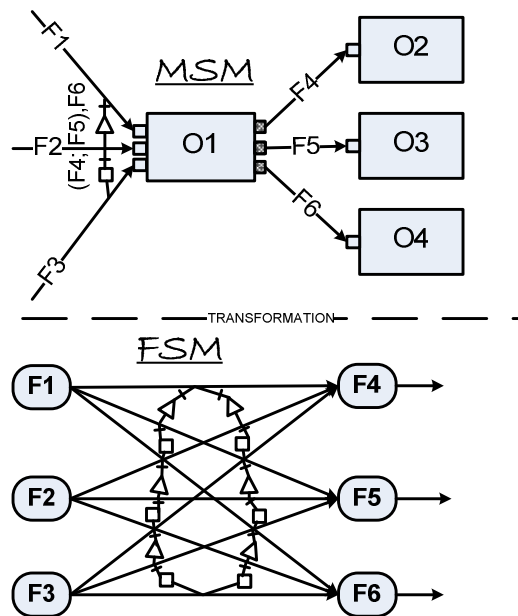 F1
MSM
O2
F4
(F4; F5),F6
F2
O1
F5
O3
F6
F3
O4
TRANSFORMATION
FSM
F1
F4
F2
F5
F3
F6